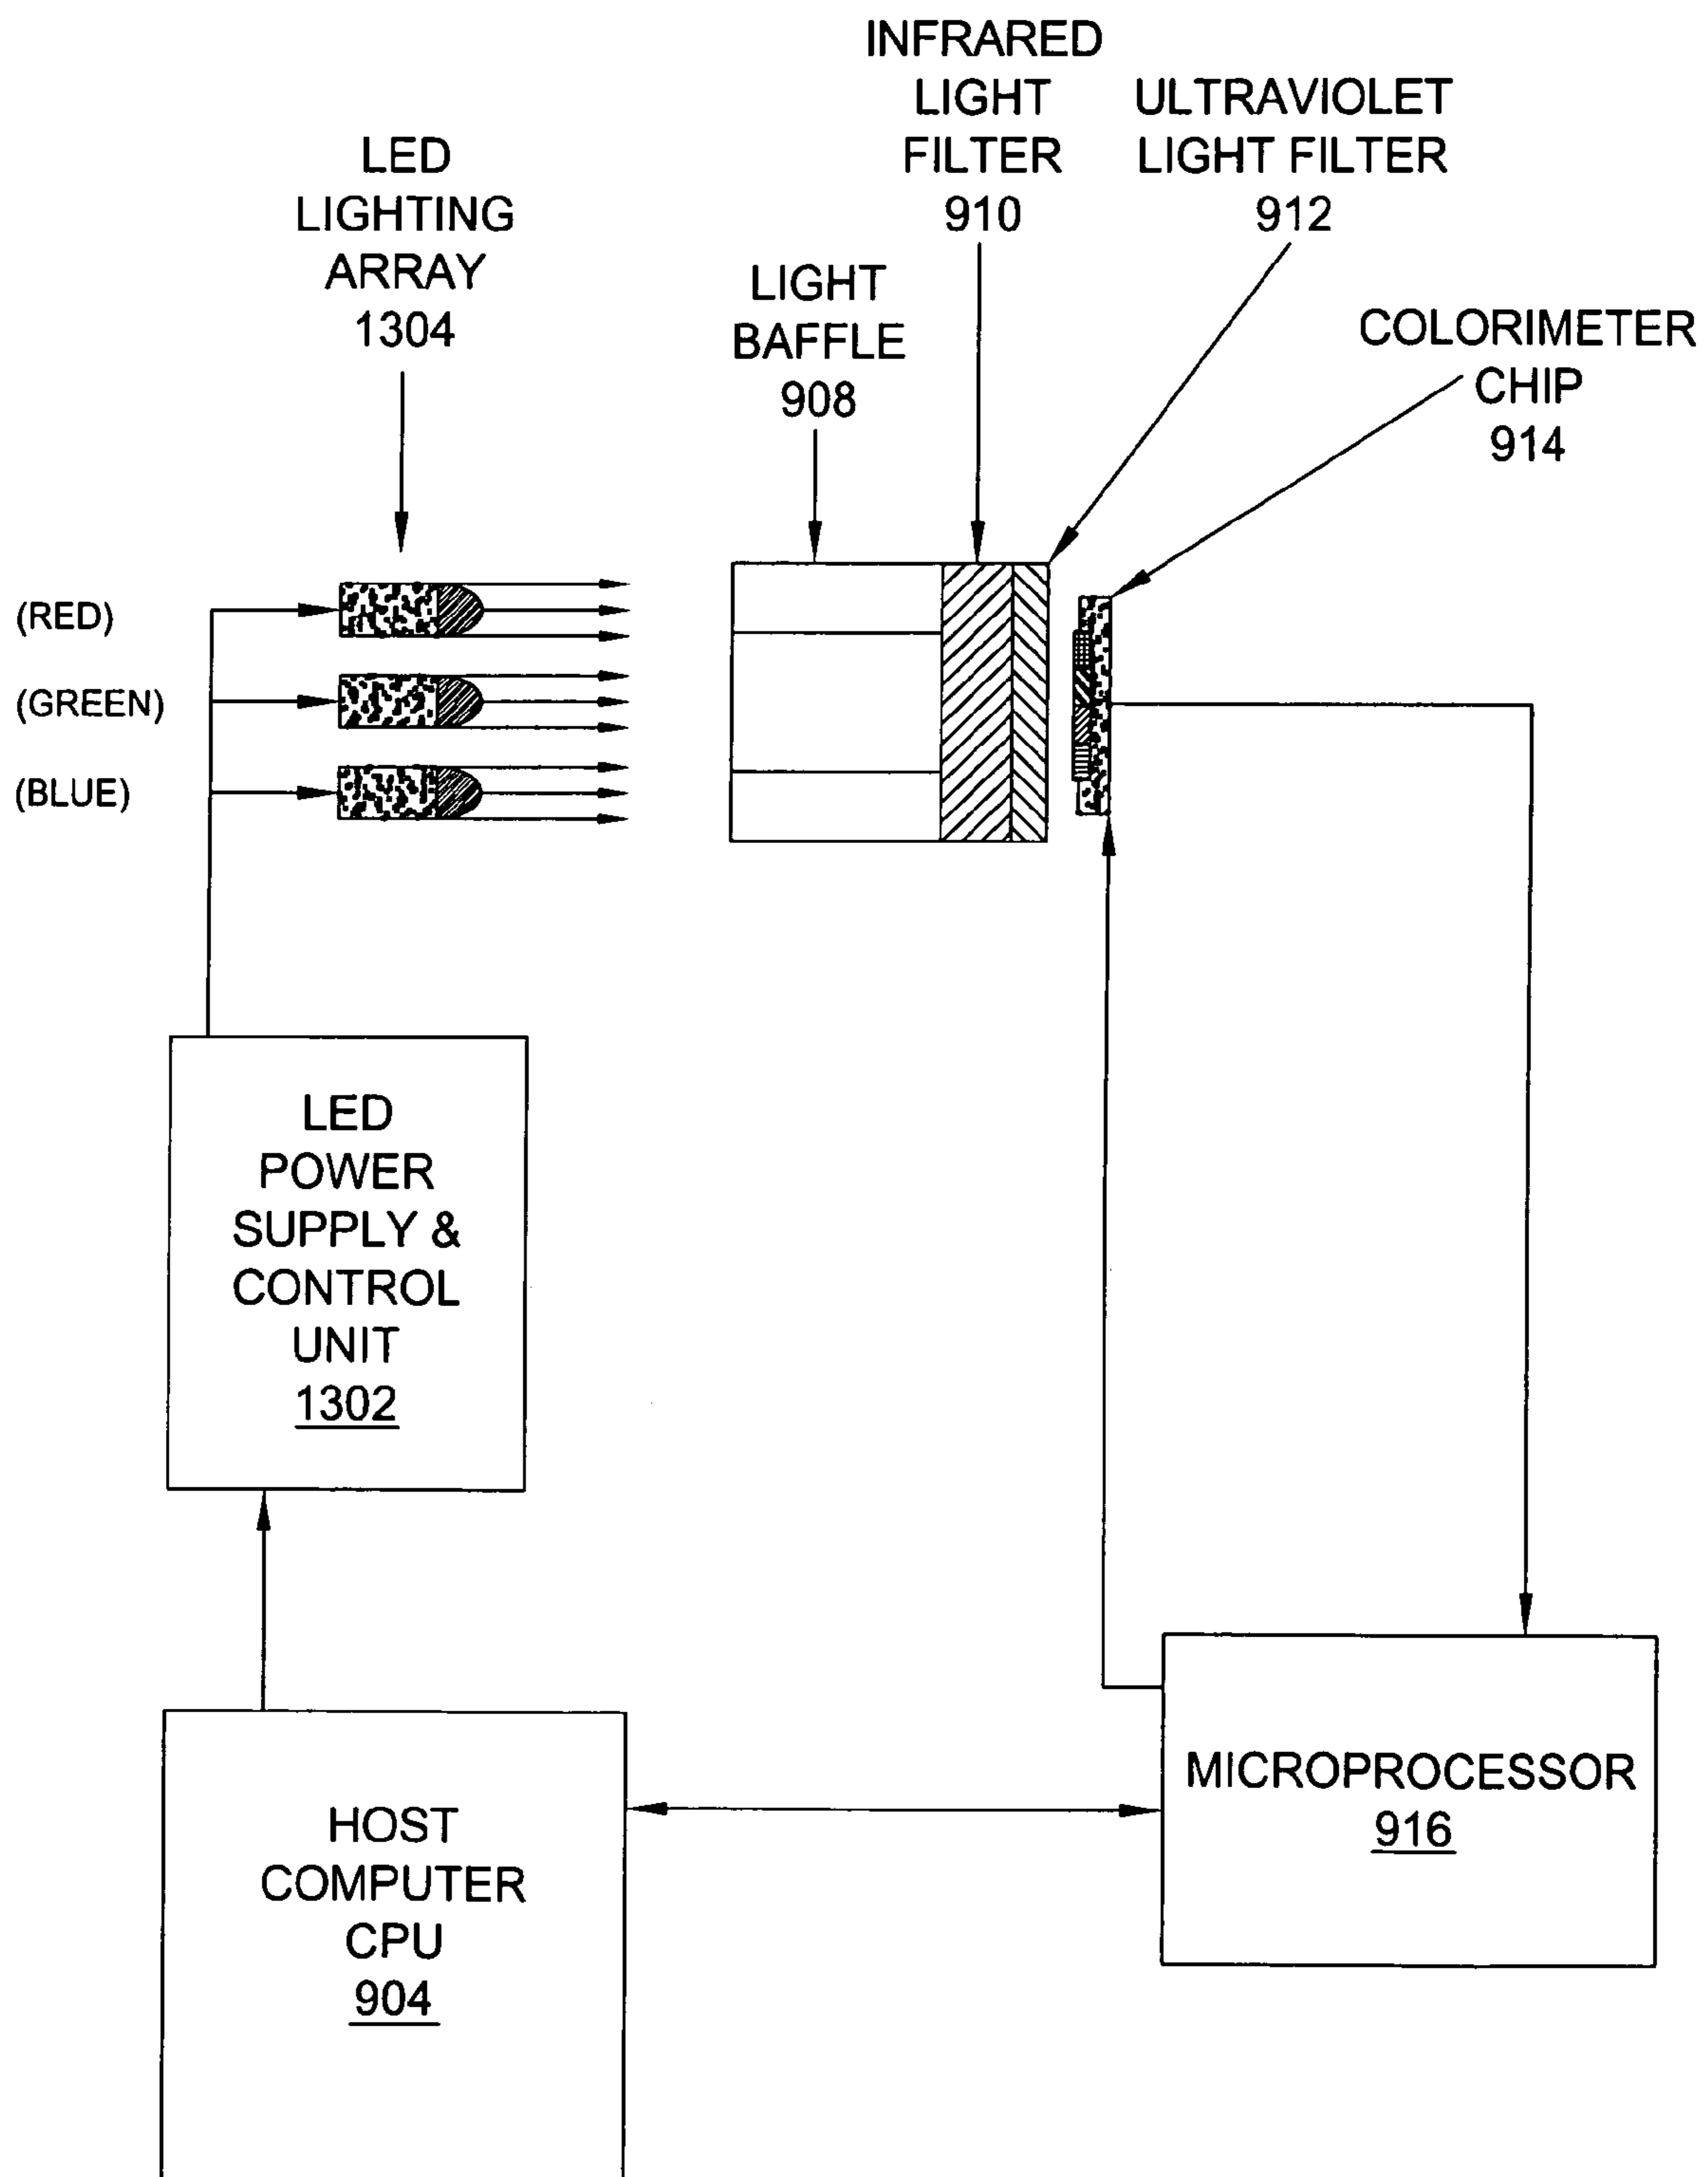 INFRARED
LIGHT
FILTER
910
ULTRAVIOLET
LIGHT FILTER
912
LED
LIGHTING
ARRAY
1304
LIGHT
BAFFLE
908
COLORIMETER
CHIP
914
(RED)
(GREEN)
(BLUE)
LED
POWER
SUPPLY &
CONTROL
UNIT
1302
MICROPROCESSOR
916
HOST
COMPUTER
CPU
904